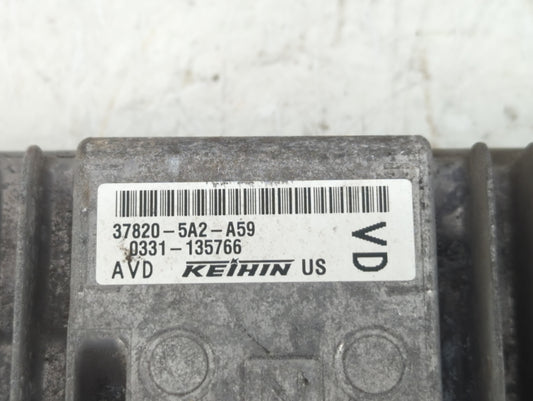 37820-5A2-A59
0331-135766
AVD KEIHIN US
VD